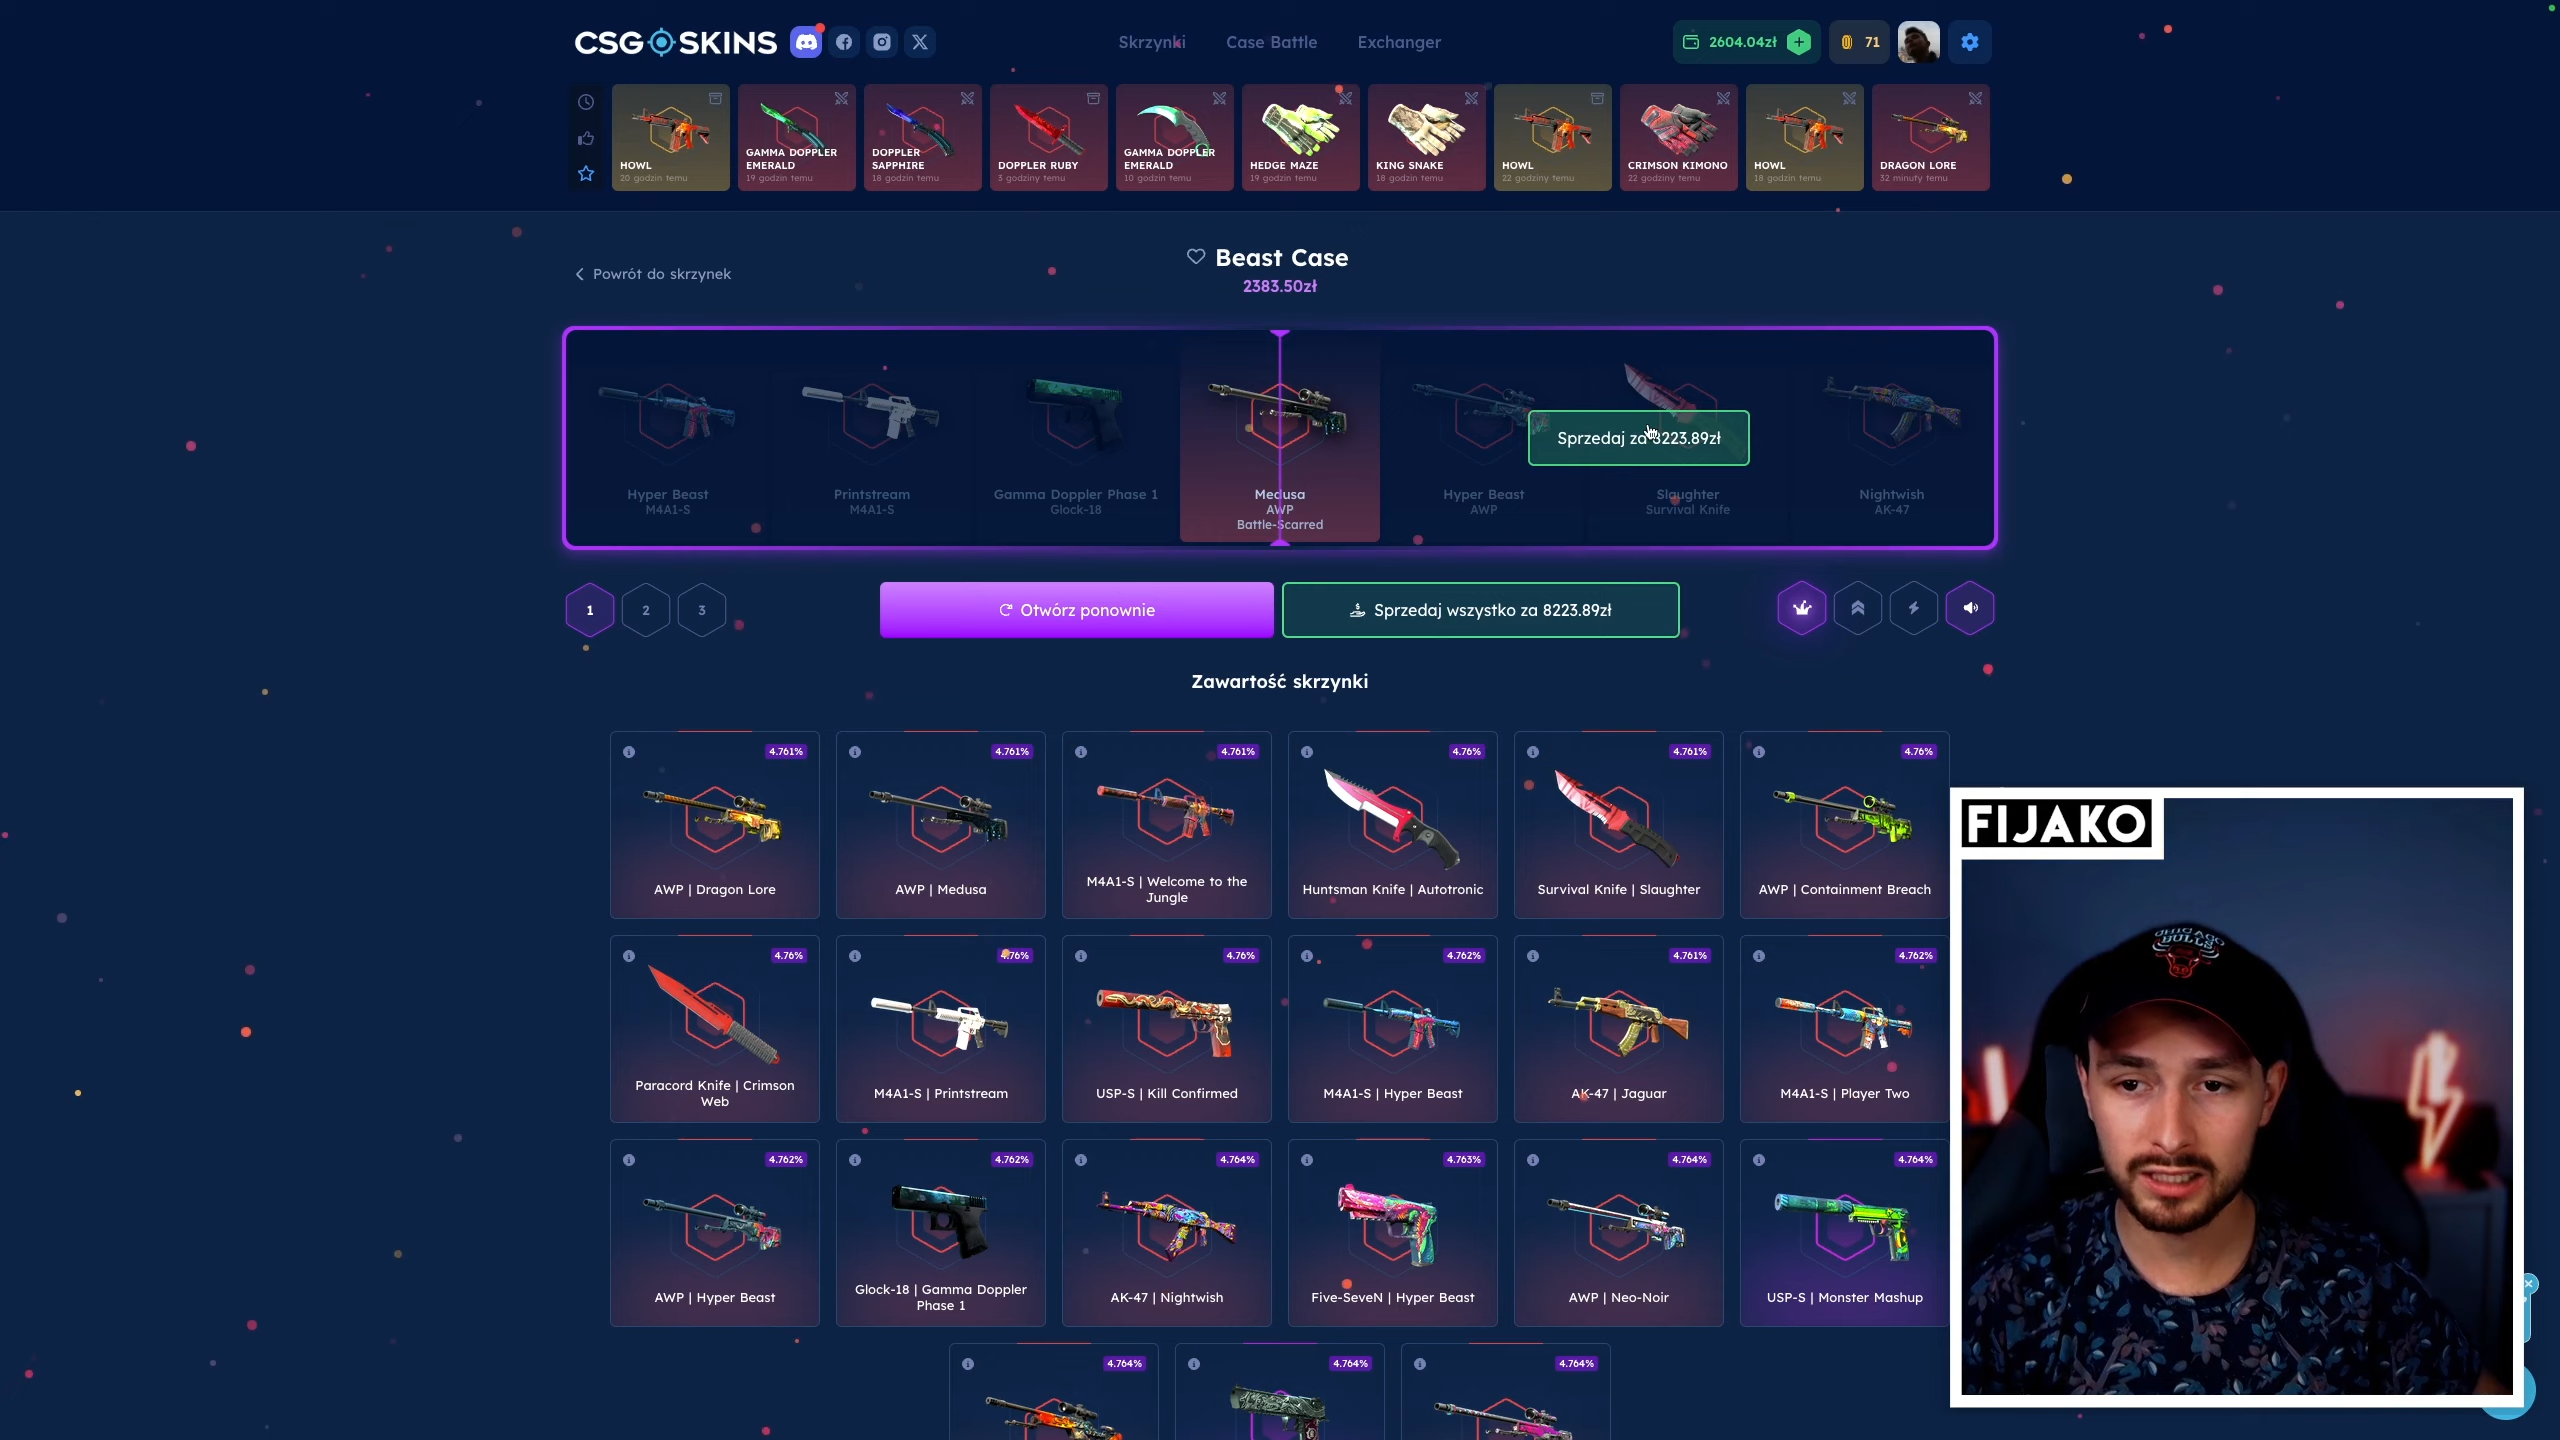 CSG SKINS
Skrzynki
Case Battle
Exchanger
2604.04zł
71
HOWL
20 godzin temu
GAMMA DOPPLER
EMERALD
19 godzin temu
DOPPLER
SAPPHIRE
18 godzin temu
DOPPLER RUBY
3 godziny temu
GAMMA DOPPLER
EMERALD
10 godzin temu
HEDGE MAZE
19 godzin temu
KING SNAKE
18 godzin temu
HOWL
22 godziny temu
CRIMSON KIMONO
22 godziny temu
HOWL
18 godzin temu
DRAGON LORE
32 minuty temu
Powrót do skrzynek
Beast Case
2383.50zł
Hyper Beast
M4A1-S
Printstream
M4A1-S
Gamma Doppler Phase 1
Glock-18
Medusa
AWP
Battle-Scarred
Hyper Beast
AWP
Sprzedaj za 8223.89zł
Slaughter
Survival Knife
Nightwish
AK-47
1
2
3
Otwórz ponownie
Sprzedaj wszystko za 8223.89zł
Zawartość skrzynki
4.761%
AWP | Dragon Lore
4.761%
AWP | Medusa
4.761%
M4A1-S | Welcome to the
Jungle
4.76%
Huntsman Knife | Autotronic
4.761%
Survival Knife | Slaughter
4.76%
AWP | Containment Breach
4.76%
Paracord Knife | Crimson
Web
4.76%
M4A1-S | Printstream
4.76%
USP-S | Kill Confirmed
4.762%
M4A1-S | Hyper Beast
4.761%
AK-47 | Jaguar
4.762%
M4A1-S | Player Two
4.762%
AWP | Hyper Beast
4.762%
Glock-18 | Gamma Doppler
Phase 1
4.764%
AK-47 | Nightwish
4.763%
Five-SeveN | Hyper Beast
4.764%
AWP | Neo-Noir
4.764%
USP-S | Monster Mashup
4.764%
4.764%
4.764%
FIJAKO
CHICAGO
BULLS